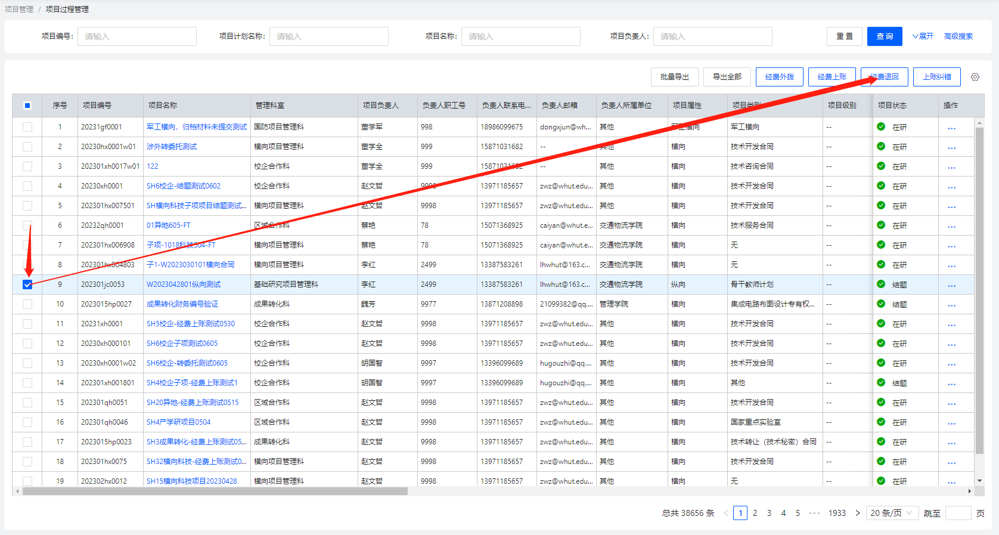 项目管理 / 项目过程管理
项目编号: 请输入 项目计划名称: 请输入 项目名称: 请输入 项目负责人: 请输入 重 置 查 询 展开 高级搜索
批量导出 导出全部 经费外拨 经费上账 经费退回 上账纠错
序号 项目编号 项目名称 管理科室 项目负责人 负责人职工号 负责人联系电... 负责人邮箱 负责人所属单位 项目属性 项目类别 项目级别 项目状态 操作
1 20231gf0001 军工横向，归档材料未提交测试 国防项目管理科 董学军 998 18986099675 dongxjun@wh... 其他 军工横向 军工横向 -- 在研 ...
2 20230hx0001w01 涉外转委托测试 横向项目管理科 董学全 999 15871031682 -- 其他 横向 技术开发合同 -- 在研 ...
3 202301xh0017w01 122 校企合作科 董学全 999 15871031682 -- 其他 横向 技术咨询合同 -- 在研 ...
4 20230xh0001 SH6校企-结题测试0602 校企合作科 赵文哲 9998 13971185657 zwz@whut.edu... 其他 横向 技术开发合同 -- 在研 ...
5 202301hx007501 SH横向科技子项项目结题测试... 横向项目管理科 赵文哲 9998 13971185657 zwz@whut.edu... 其他 横向 技术开发合同 -- 在研 ...
6 20232qh0001 01异地605-FT 区域合作科 蔡艳 78 15071368925 caiyan@whut.e... 交通物流学院 横向 技术服务合同 -- 在研 ...
7 202301hx006908 子项-1018科技504-FT 横向项目管理科 蔡艳 78 15071368925 caiyan@whut.e... 交通物流学院 横向 无 -- 在研 ...
8 202301hx004803 子1-W2023030101横向合同 横向项目管理科 李红 2499 13387583261 lhwhut@163.c... 交通物流学院 横向 无 -- 在研 ...
9 202301jc0053 W2023042801纵向测试 基础研究项目管理科 李红 2499 13387583261 lhwhut@163.c... 交通物流学院 纵向 骨干教师计划 -- 结题 ...
10 2023015hp0027 成果转化财务编号验证 成果转化科 魏芳 9977 13871208898 21099382@qq.... 管理学院 横向 集成电路布图设计专有权... -- 结题 ...
11 20231xh0001 SH5校企-经费上账测试0530 校企合作科 赵文哲 9998 13971185657 zwz@whut.edu... 其他 横向 技术开发合同 -- 在研 ...
12 20230xh000101 SH6校企子项测试0605 校企合作科 赵文哲 9998 13971185657 zwz@whut.edu... 其他 横向 技术开发合同 -- 在研 ...
13 20230xh0001w02 SH6校企-转委托测试0605 校企合作科 胡国智 9997 13396099689 hugouzhi@qq.... 其他 横向 技术开发合同 -- 在研 ...
14 202301xh001801 SH4校企子项-经费上账测试1 校企合作科 胡国智 9997 13396099689 hugouzhi@qq.... 其他 横向 其他 -- 结题 ...
15 202301qh0051 SH20异地-经费上账测试0515 区域合作科 赵文哲 9998 13971185657 zwz@whut.edu... 其他 横向 技术开发合同 -- 在研 ...
16 202301qh0046 SH4产学研项目0504 区域合作科 赵文哲 9998 13971185657 zwz@whut.edu... 其他 横向 国家重点实验室 -- 在研 ...
17 2023015hp0023 SH3成果转化-经费上账测试05... 成果转化科 赵文哲 9998 13971185657 zwz@whut.edu... 其他 横向 技术转让（技术秘密）合同 -- 在研 ...
18 202301hx0075 SH32横向科技-经费上账测试0... 横向项目管理科 赵文哲 9998 13971185657 zwz@whut.edu... 其他 横向 技术开发合同 -- 在研 ...
19 202302hx0012 SH15横向科技项目20230428 横向项目管理科 赵文哲 9998 13971185657 zwz@whut.edu... 其他 横向 无 -- 在研 ...
总共 38656 条 < 1 2 3 4 5 ··· 1933 > 20 条/页 跳至 页